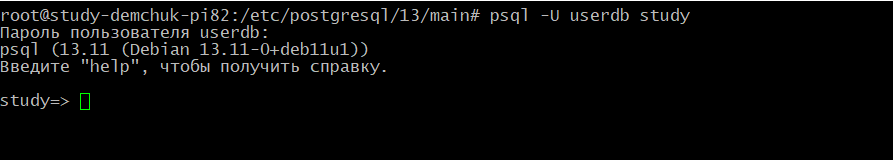 root@study-demchuk-pi82:/etc/postgresql/13/main# psql -U userdb study
Пароль пользователя userdb:
psql (13.11 (Debian 13.11-0+deb11u1))
Введите "help", чтобы получить справку.
study=>